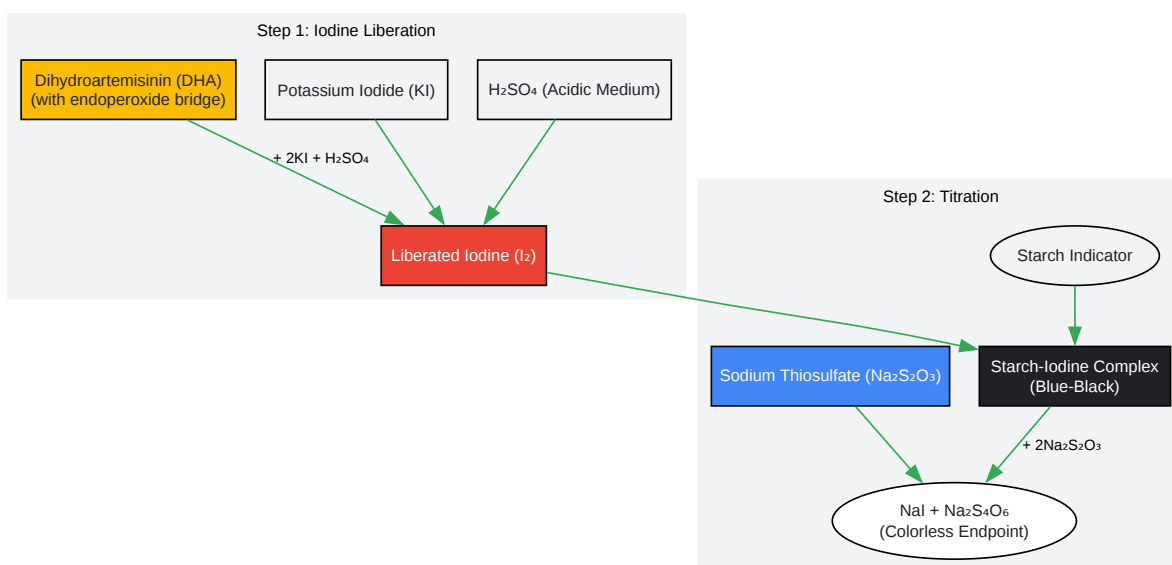 Step 1: Iodine Liberation
Dihydroartemisinin (DHA)
(with endoperoxide bridge)
Potassium Iodide (KI)
H₂SO₄ (Acidic Medium)
+ 2KI + H₂SO₄
Liberated Iodine (I₂)
Step 2: Titration
Starch Indicator
Sodium Thiosulfate (Na₂S₂O₃)
Starch-Iodine Complex
(Blue-Black)
+ 2Na₂S₂O₃
NaI + Na₂S₄O₆
(Colorless Endpoint)